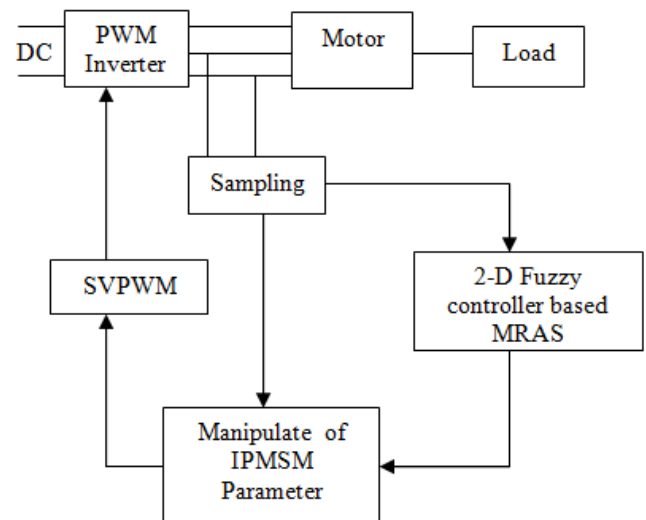 DC
PWM
Inverter
Motor
Load
Sampling
SVPWM
2-D Fuzzy
controller based
MRAS
Manipulate of
IPMSM
Parameter